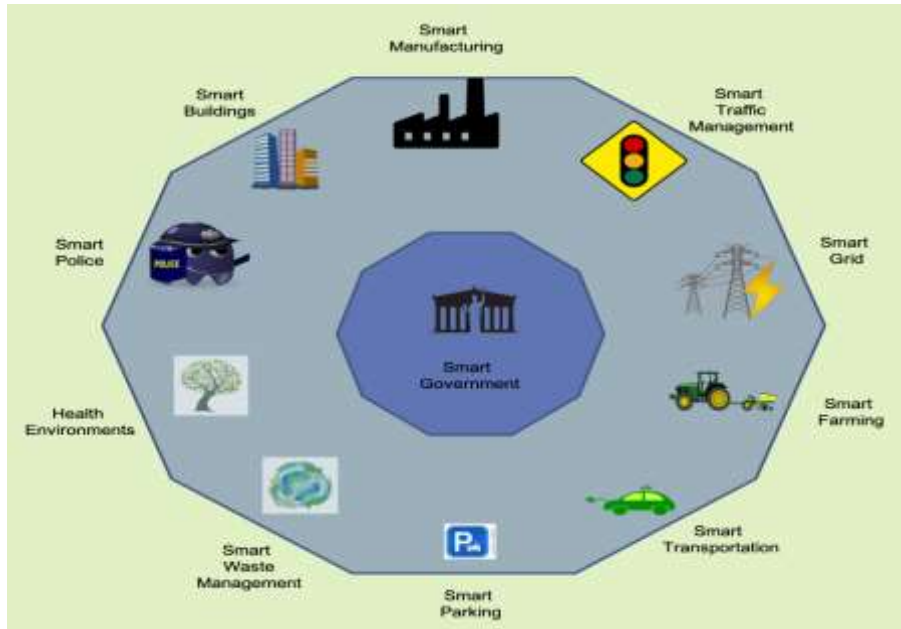 Smart
Manufacturing
Smart
Buildings
Smart
Traffic
Management
Smart
Police
POLICE
Smart
Grid
Smart
Government
Health
Environments
Smart
Farming
Smart
Waste
Management
P
Smart
Transportation
Smart
Parking